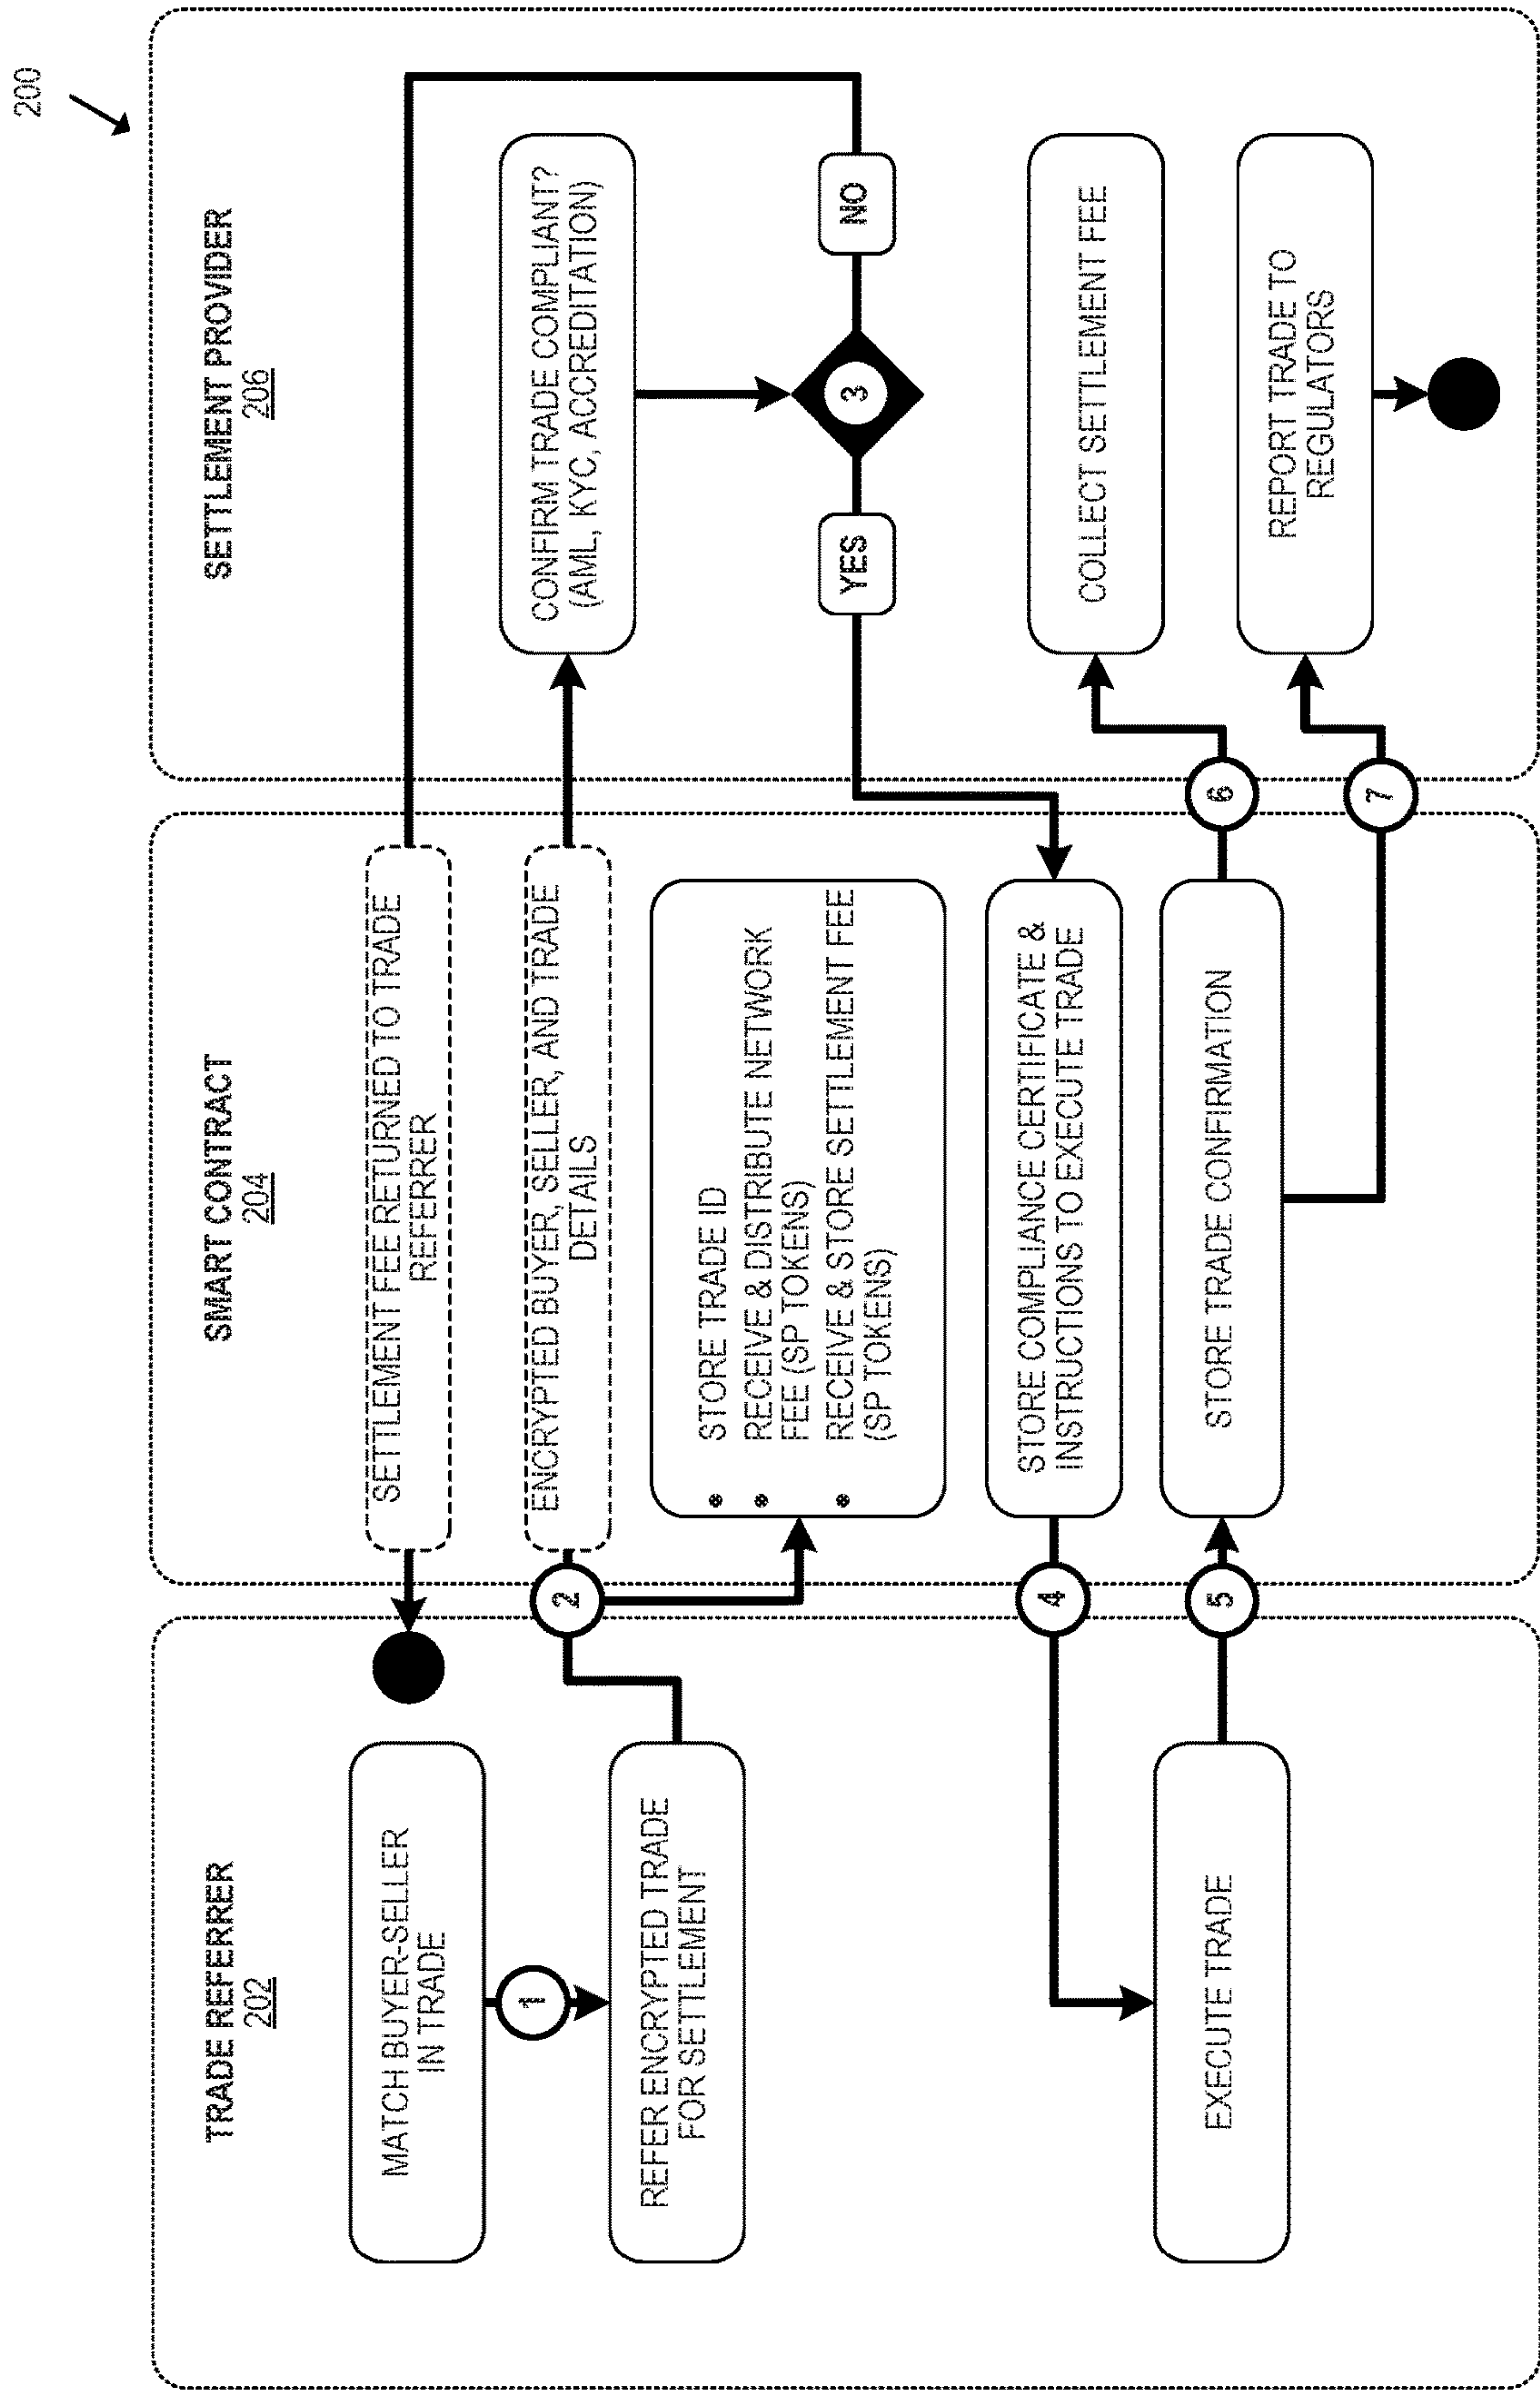 200
TRADE REFERRER
202
MATCH BUYER-SELLER
IN TRADE
1
REFER ENCRYPTED TRADE
FOR SETTLEMENT
2
EXECUTE TRADE
4
5
SMART CONTRACT
204
SETTLEMENT FEE RETURNED TO TRADE
REFERRER
ENCRYPTED BUYER, SELLER, AND TRADE
DETAILS
• STORE TRADE ID
• RECEIVE & DISTRIBUTE NETWORK
FEE (SP TOKENS)
• RECEIVE & STORE SETTLEMENT FEE
(SP TOKENS)
STORE COMPLIANCE CERTIFICATE &
INSTRUCTIONS TO EXECUTE TRADE
STORE TRADE CONFIRMATION
6
7
SETTLEMENT PROVIDER
206
CONFIRM TRADE COMPLIANT?
(AML, KYC, ACCREDITATION)
YES
3
NO
COLLECT SETTLEMENT FEE
REPORT TRADE TO
REGULATORS